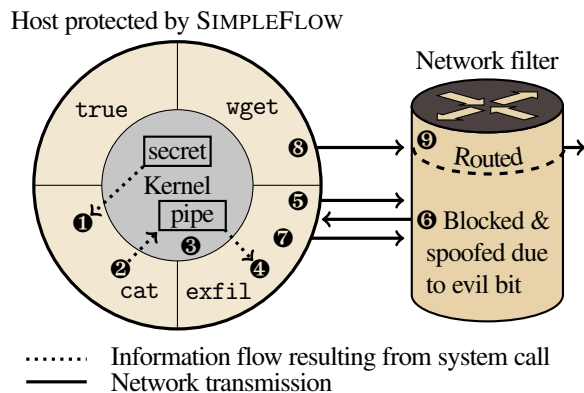 Host protected by SIMPLEFLOW
Network filter
true
wget
secret
Kernel
pipe
cat
exfil
❶
❷
❸
❹
❺
❼
❽
❾
Routed
❻ Blocked &
spoofed due
to evil bit
Information flow resulting from system call
Network transmission